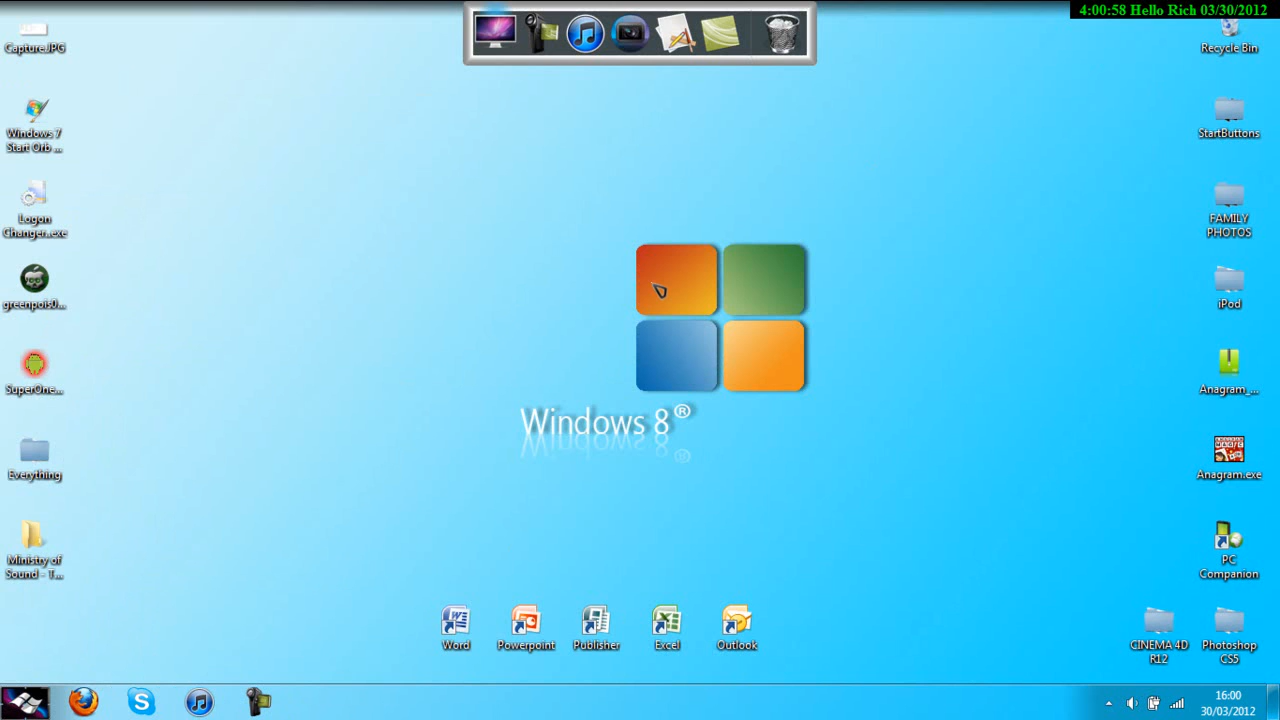 4:00:58 Hello Rich 03/30/2012
Capture.JPG
Recycle Bin
Windows 7
Start Orb ...
StartButtons
Logon
Changer.exe
FAMILY
PHOTOS
greenpois0...
iPod
SuperOne...
Anagram_...
Windows 8®
Everything
Anagram.exe
Ministry of
Sound - T...
PC
Companion
Word
Powerpoint
Publisher
Excel
Outlook
CINEMA 4D
R12
Photoshop
CS5
16:00
30/03/2012